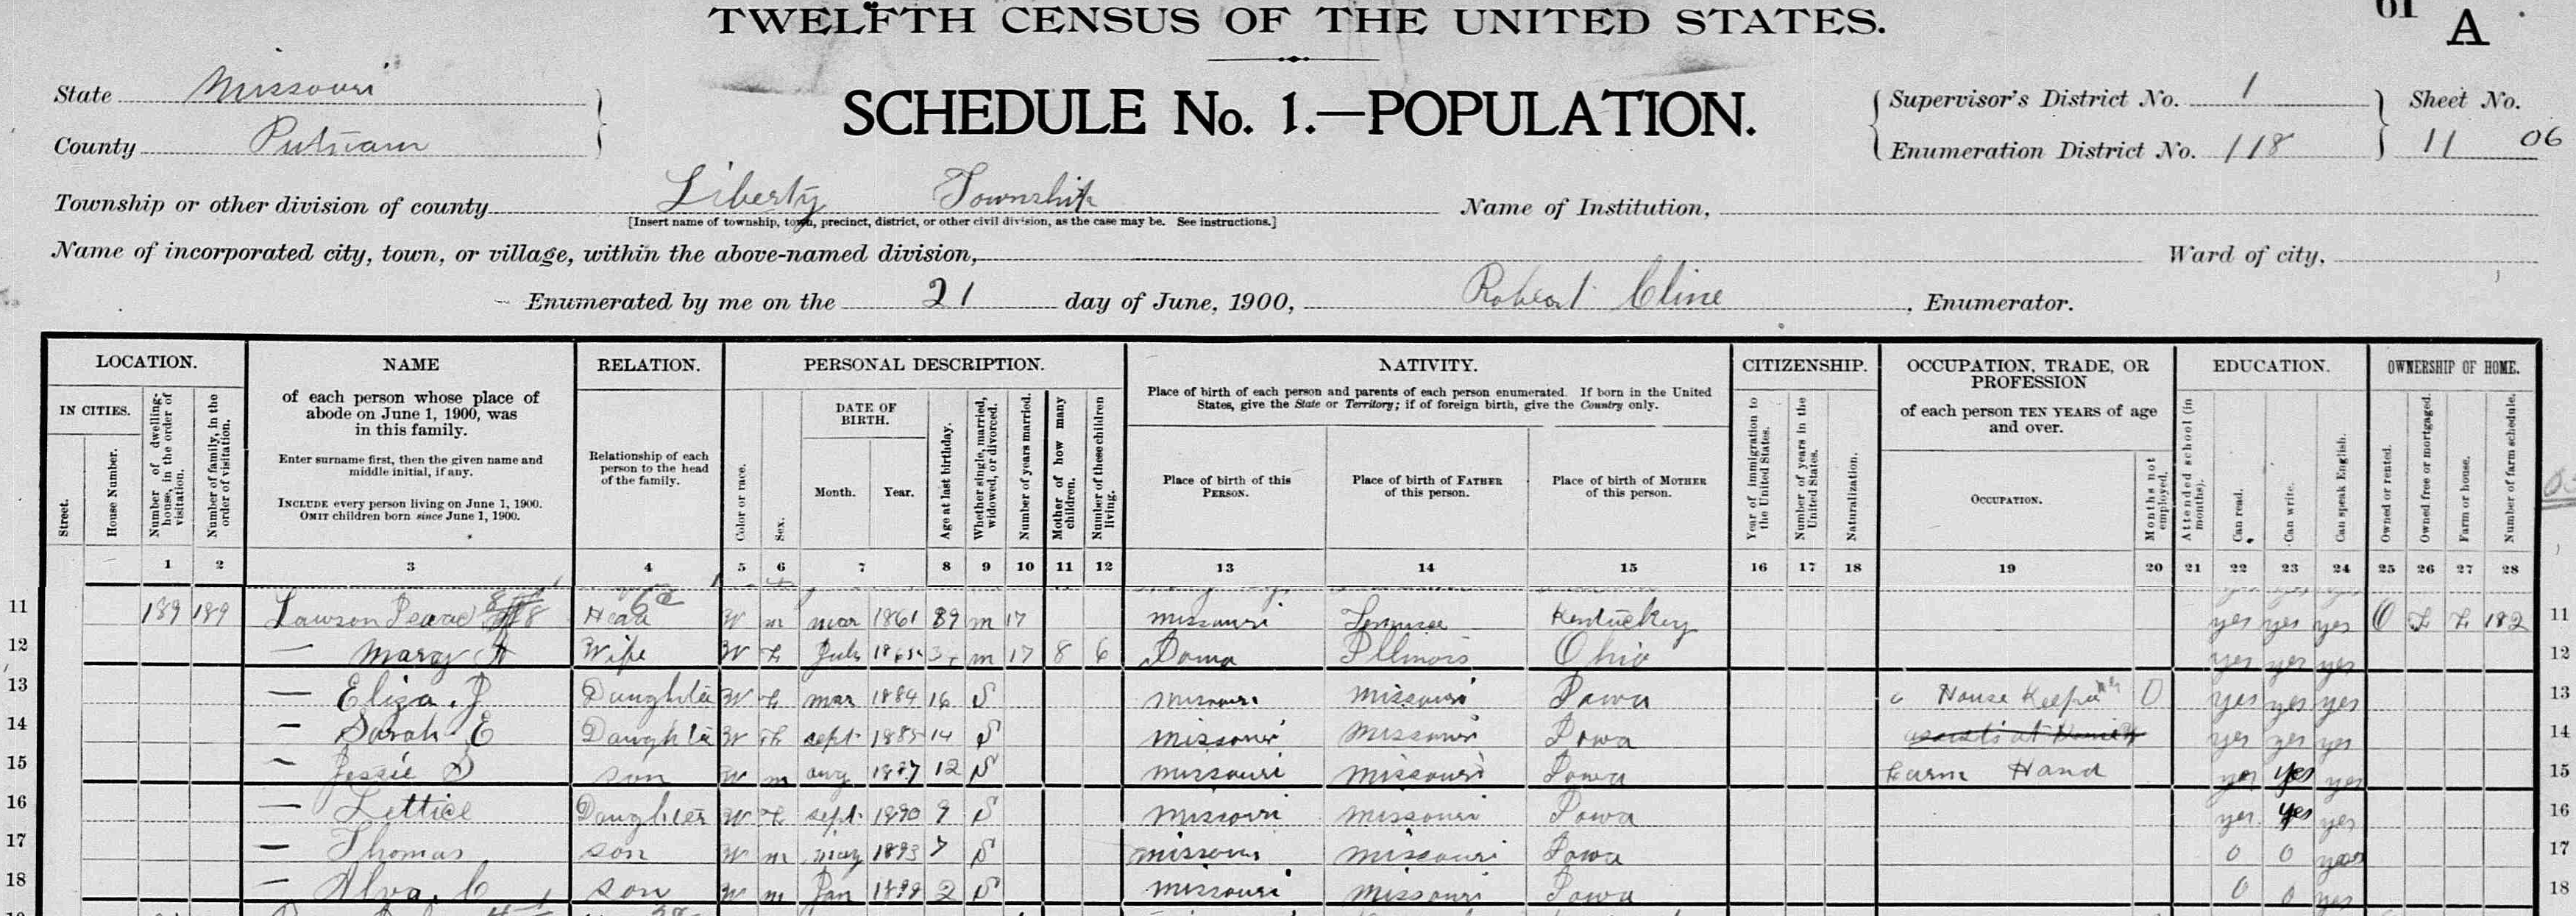 TWELFTH CENSUS OF THE UNITED STATES.
A
State Missouri
County Putnam
SCHEDULE No. 1.—POPULATION.
Supervisor's District No. 1
Enumeration District No. 118
Sheet No.
11 06
Township or other division of county Liberty Township
[Insert name of township, town, precinct, district, or other civil division, as the case may be. See instructions.]
Name of Institution,
Name of incorporated city, town, or village, within the above-named division,
Ward of city,
Enumerated by me on the 21 day of June, 1900, Robert Cline, Enumerator.
LOCATION. NAME RELATION. PERSONAL DESCRIPTION. NATIVITY. CITIZENSHIP. OCCUPATION, TRADE, OR PROFESSION EDUCATION. OWNERSHIP OF HOME.
IN CITIES.
Street.
House Number.
Number of dwelling-house, in the order of visitation.
Number of family, in the order of visitation.
of each person whose place of abode on June 1, 1900, was in this family.
Enter surname first, then the given name and middle initial, if any.
INCLUDE every person living on June 1, 1900.
OMIT children born since June 1, 1900.
Relationship of each person to the head of the family.
Color or race.
Sex.
DATE OF BIRTH.
Month. Year.
Age at last birthday.
Whether single, married, widowed, or divorced.
Number of years married.
Mother of how many children.
Number of these children living.
Place of birth of each person and parents of each person enumerated. If born in the United States, give the State or Territory; if of foreign birth, give the Country only.
Place of birth of this PERSON.
Place of birth of FATHER of this person.
Place of birth of MOTHER of this person.
Year of immigration to the United States.
Number of years in the United States.
Naturalization.
of each person TEN YEARS of age and over.
OCCUPATION.
Months not employed.
Attended school (in months).
Can read.
Can write.
Can speak English.
Owned or rented.
Owned free or mortgaged.
Farm or house.
Number of farm schedule.
1 2 3 4 5 6 7 8 9 10 11 12 13 14 15 16 17 18 19 20 21 22 23 24 25 26 27 28
11 189 189 Lawson Head W m mar 1861 39 m 17 missouri Kentucky yes yes yes O F F 182 11
12 — Mary Wife W F July m 17 8 6 Iowa Illinois Ohio yes yes yes 12
13 — Eliza. J Daughter W F mar 1884 16 S missouri missouri Iowa House Keeper 0 yes yes yes 13
14 — Sarah E Daughter W F sept 1885 14 S missouri Missouri Iowa yes yes yes 14
15 — Jessie son W m aug 1887 12 S missouri missouri Iowa Farm Hand yes yes yes 15
16 — Lettice Daughter W F sept 1890 9 S missouri missouri Iowa yes yes yes 16
17 — Thomas son W m may 1893 7 S missouri missouri Iowa 0 0 yes 17
18 — Alva. C son W m Jan 1898 2 S missouri missouri Iowa 0 0 yes 18